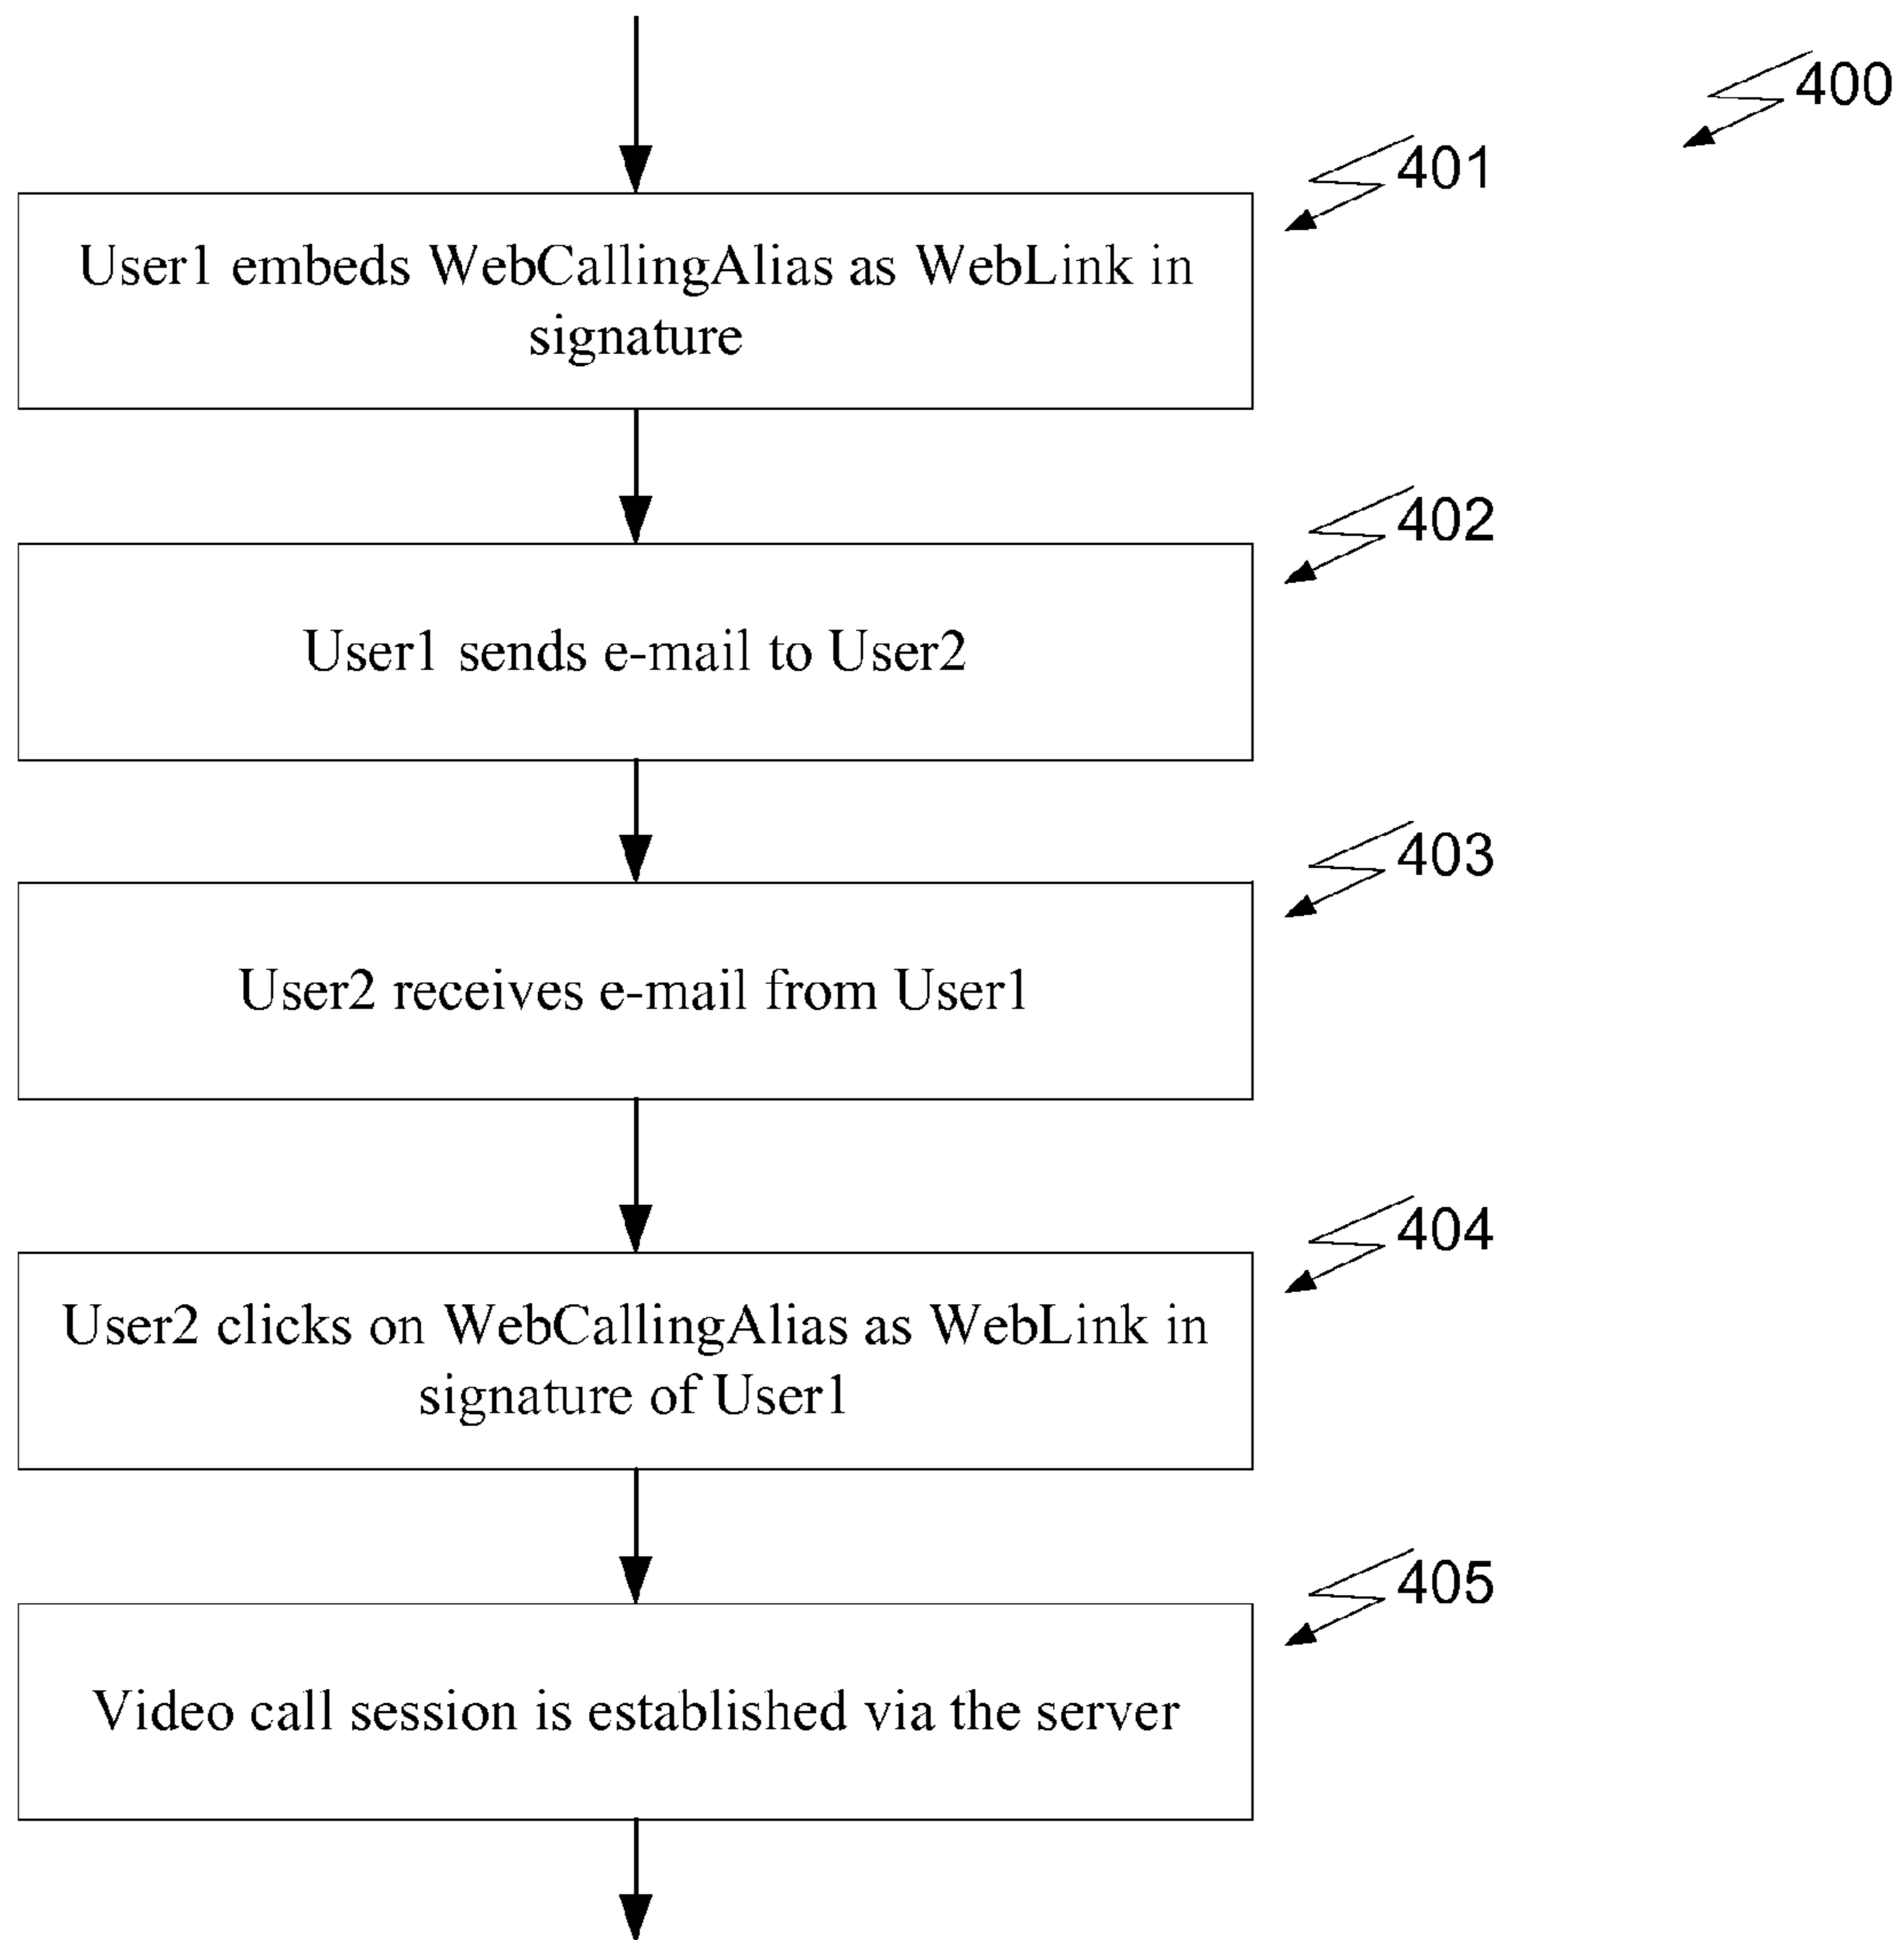 400
401
User1 embeds WebCallingAlias as WebLink in
signature
402
User1 sends e-mail to User2
403
User2 receives e-mail from User1
404
User2 clicks on WebCallingAlias as WebLink in
signature of User1
405
Video call session is established via the server